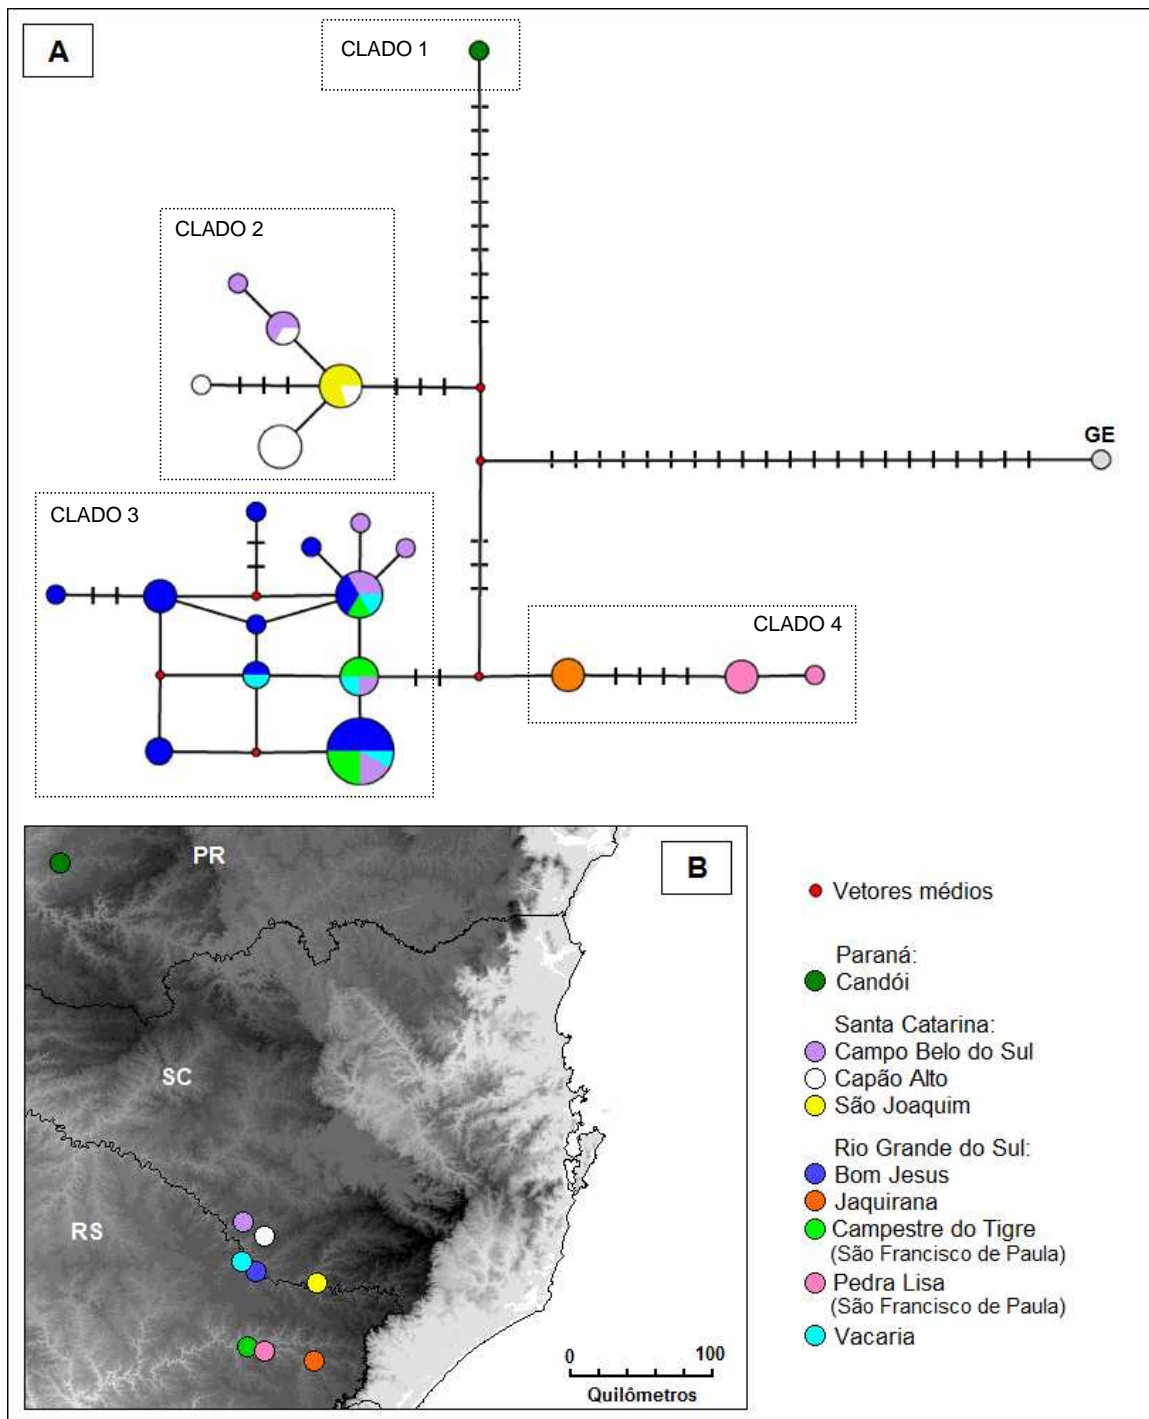 A
CLADO 1
CLADO 2
GE
CLADO 3
CLADO 4
B
PR
SC
RS
0 100
Quilômetros
Vetores médios
Paraná:
Candói
Santa Catarina:
Campo Belo do Sul
Capão Alto
São Joaquim
Rio Grande do Sul:
Bom Jesus
Jaquirana
Campestre do Tigre
(São Francisco de Paula)
Pedra Lisa
(São Francisco de Paula)
Vacaria